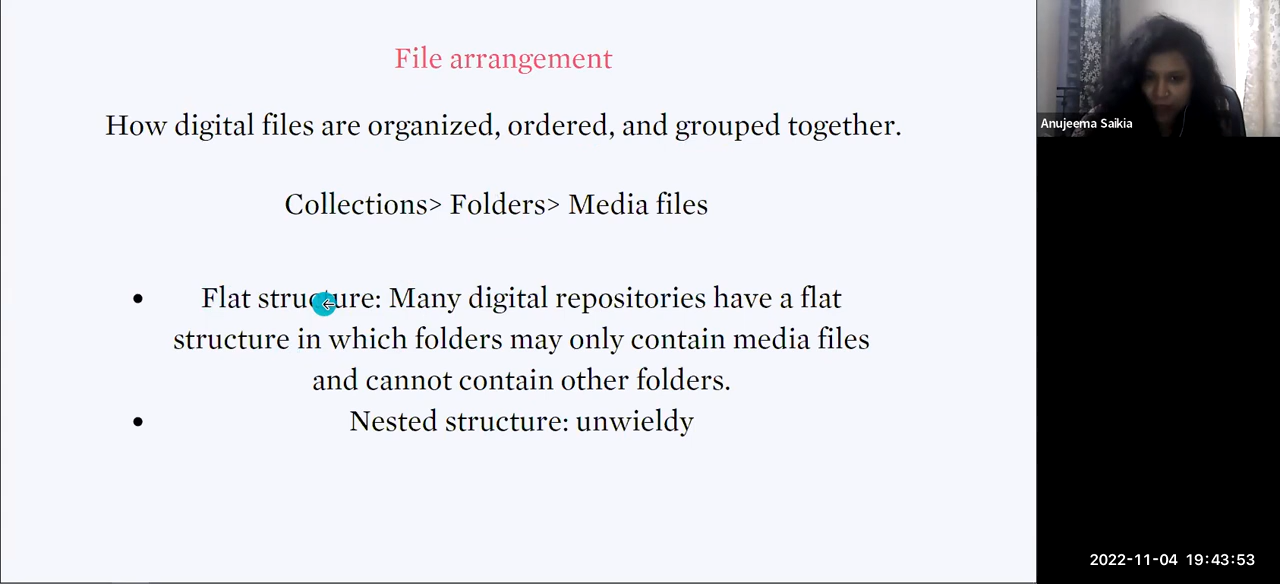 File arrangement
How digital files are organized, ordered, and grouped together.
Collections> Folders> Media files
• Flat structure: Many digital repositories have a flat
structure in which folders may only contain media files
and cannot contain other folders.
• Nested structure: unwieldy
Anujeema Saikia
2022-11-04 19:43:53